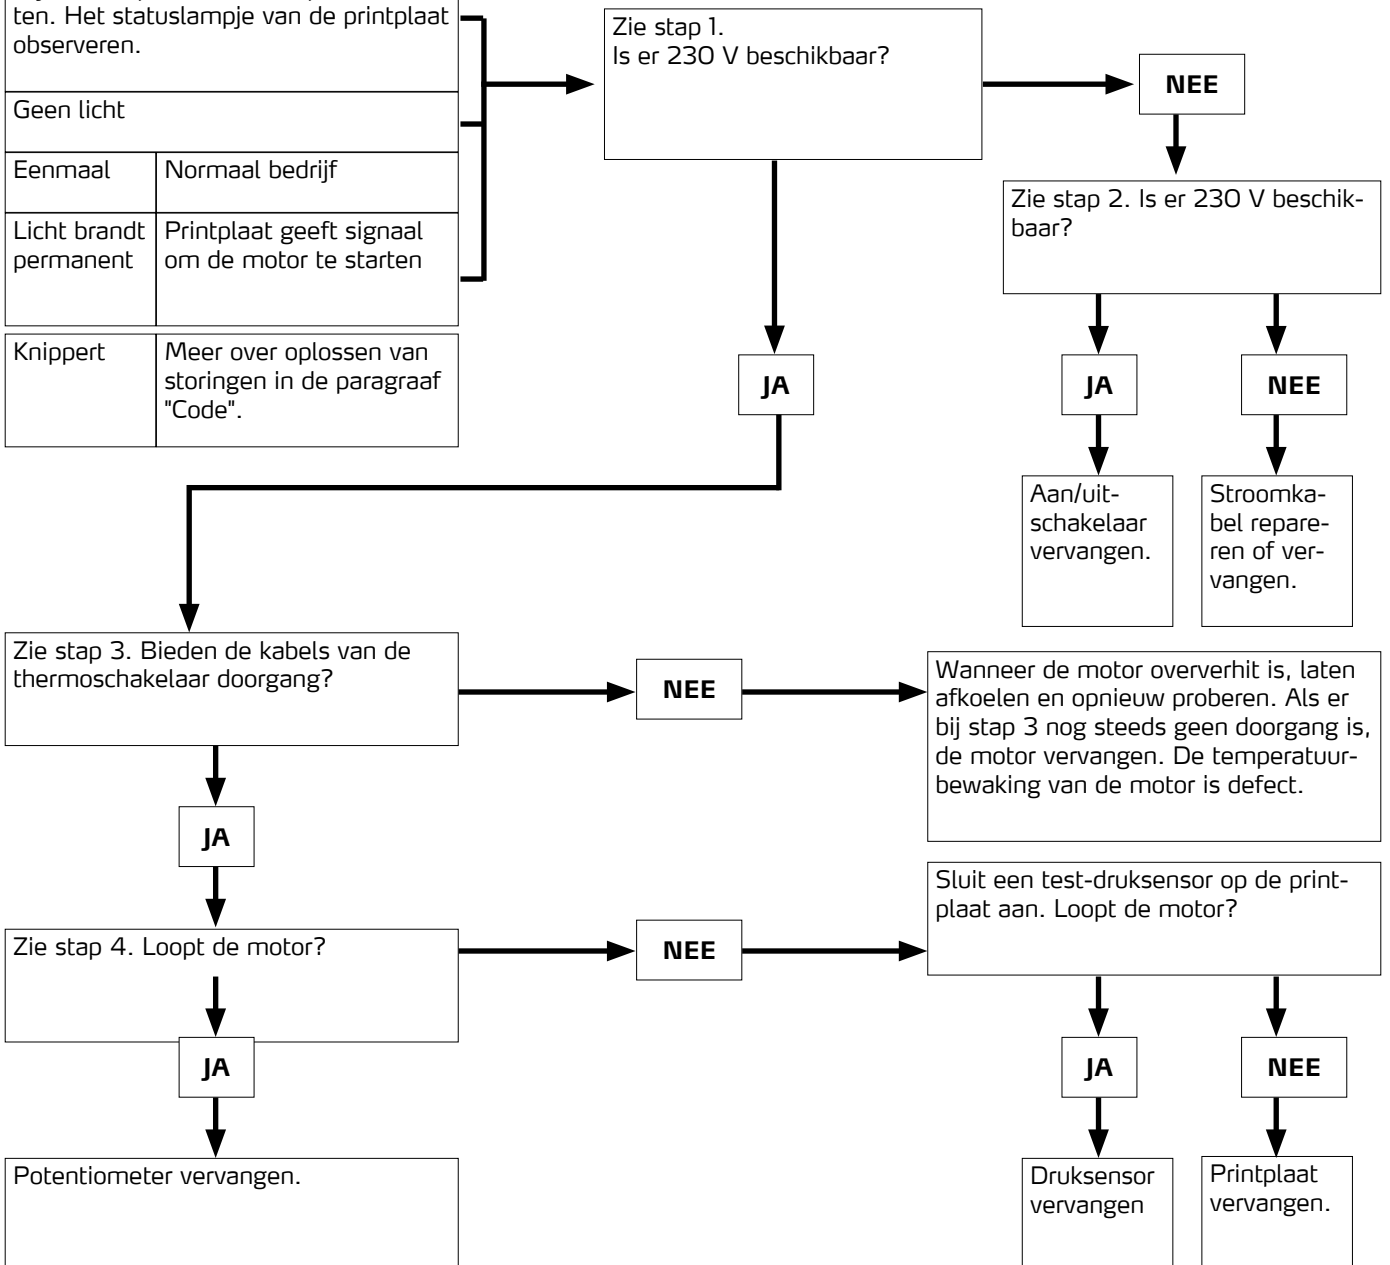 ten. Het statuslampje van de printplaat
observeren.
Geen licht
Eenmaal
Normaal bedrijf
Licht brandt
permanent
Printplaat geeft signaal
om de motor te starten
Knippert
Meer over oplossen van
storingen in de paragraaf
"Code".
Zie stap 1.
Is er 230 V beschikbaar?
NEE
Zie stap 2. Is er 230 V beschik-
baar?
JA
JA
NEE
Aan/uit-
schakelaar
vervangen.
Stroomka-
bel repare-
ren of ver-
vangen.
Zie stap 3. Bieden de kabels van de
thermoschakelaar doorgang?
NEE
Wanneer de motor oververhit is, laten
afkoelen en opnieuw proberen. Als er
bij stap 3 nog steeds geen doorgang is,
de motor vervangen. De temperatuur-
bewaking van de motor is defect.
JA
Zie stap 4. Loopt de motor?
NEE
Sluit een test-druksensor op de print-
plaat aan. Loopt de motor?
JA
JA
NEE
Potentiometer vervangen.
Druksensor
vervangen
Printplaat
vervangen.